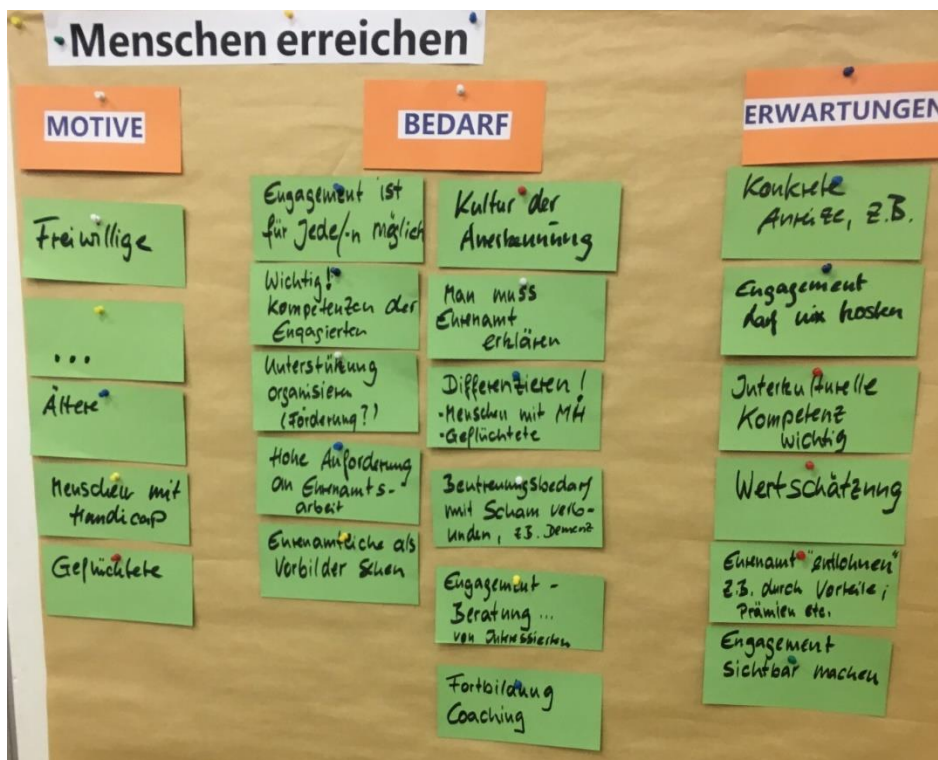 Menschen erreichen
MOTIVE
Freiwillige
...
Ältere
Menschen mit
Handicap
Geflüchtete
BEDARF
Engagement ist
für Jede/-n möglich
Wichtig!
Kompetenzen der
Engagierten
Unterstützung
organisieren
(Förderung?)
Hohe Anforderung
an Ehrenamts-
arbeit
Ehrenamtliche als
Vorbilder sehen
Kultur der
Anerkennung
Man muss
Ehrenamt
erklären
Differenzieren!
·Menschen mit MH
·Geflüchtete
Betreuungsbedarf
mit Scham verbun-
unden, z.B. Demenz
Engagement-
Beratung...
von Interessierten
Fortbildung
Coaching
ERWARTUNGEN
Konkrete
Anreize, z.B.
Engagement
darf nix kosten
Interkulturelle
Kompetenz
wichtig
Wertschätzung
Ehrenamt "entlohnen"
z.B. durch Vorteile,
Prämien etc.
Engagement
sichtbar machen